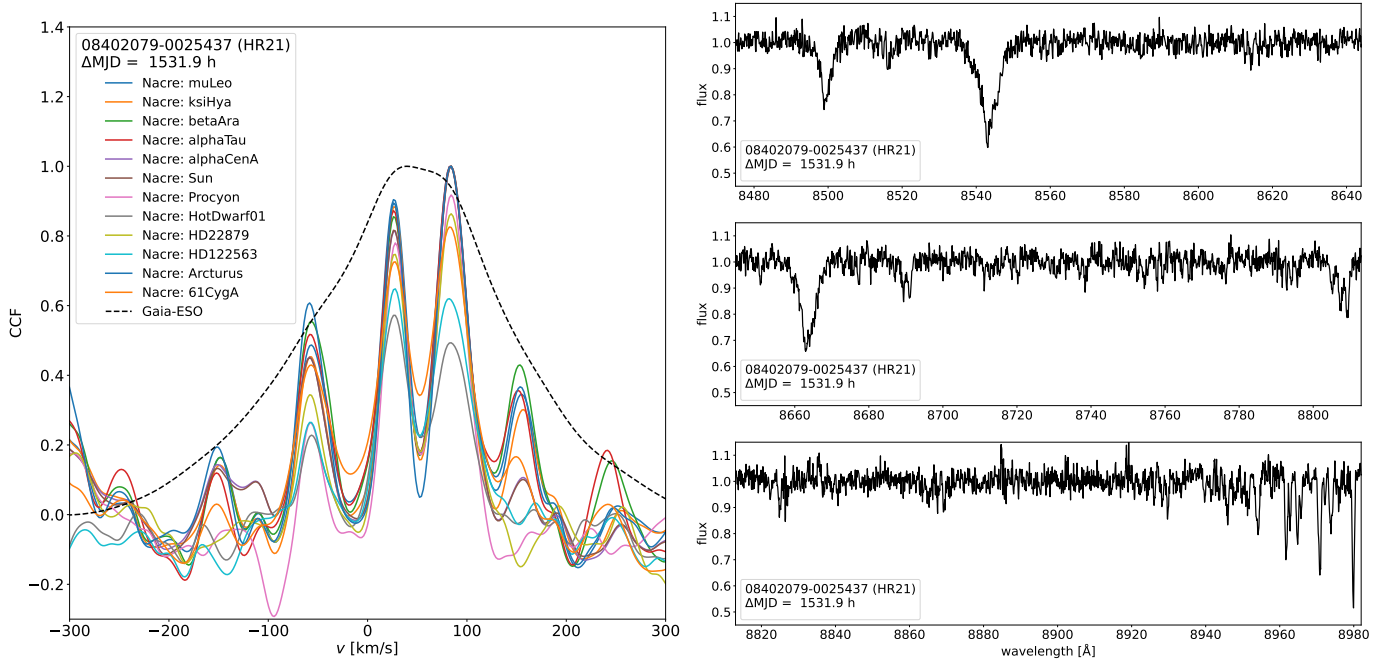 08402079-0025437 (HR21)
ΔMJD =  1531.9 h
Nacre: muLeo
Nacre: ksiHya
Nacre: betaAra
Nacre: alphaTau
Nacre: alphaCenA
Nacre: Sun
Nacre: Procyon
Nacre: HotDwarf01
Nacre: HD22879
Nacre: HD122563
Nacre: Arcturus
Nacre: 61CygA
Gaia-ESO
1.4
1.2
1.0
0.8
0.6
0.4
0.2
0.0
−0.2
CCF
−300
−200
−100
0
100
200
300
v [km/s]
1.1
1.0
0.9
0.8
0.7
0.6
0.5
flux
08402079-0025437 (HR21)
ΔMJD =  1531.9 h
8480
8500
8520
8540
8560
8580
8600
8620
8640
1.1
1.0
0.9
0.8
0.7
0.6
0.5
flux
08402079-0025437 (HR21)
ΔMJD =  1531.9 h
8660
8680
8700
8720
8740
8760
8780
8800
1.1
1.0
0.9
0.8
0.7
0.6
0.5
flux
08402079-0025437 (HR21)
ΔMJD =  1531.9 h
8820
8840
8860
8880
8900
8920
8940
8960
8980
wavelength [Å]